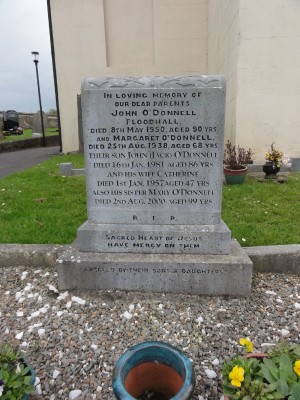 IN LOVING MEMORY OF
OUR DEAR PARENTS
JOHN O'DONNELL
FLOODHALL,
DIED 8TH MAY 1950, AGED 90 YRS
AND MARGARET O'DONNELL,
DIED 25TH AUG. 1938, AGED 68 YRS
THEIR SON JOHN (JACK) O'DONNELL
DIED 16TH JAN. 1981 AGED 86 YRS
AND HIS WIFE CATHERINE
DIED 1ST JAN. 1957 AGED 47 YRS
ALSO HIS SISTER MARY O'DONNELL
DIED 2ND AUG. 2000 AGED 99 YRS
R. I. P.
SACRED HEART OF JESUS
HAVE MERCY ON THEM
ERECTED BY THEIR SONS & DAUGHTERS